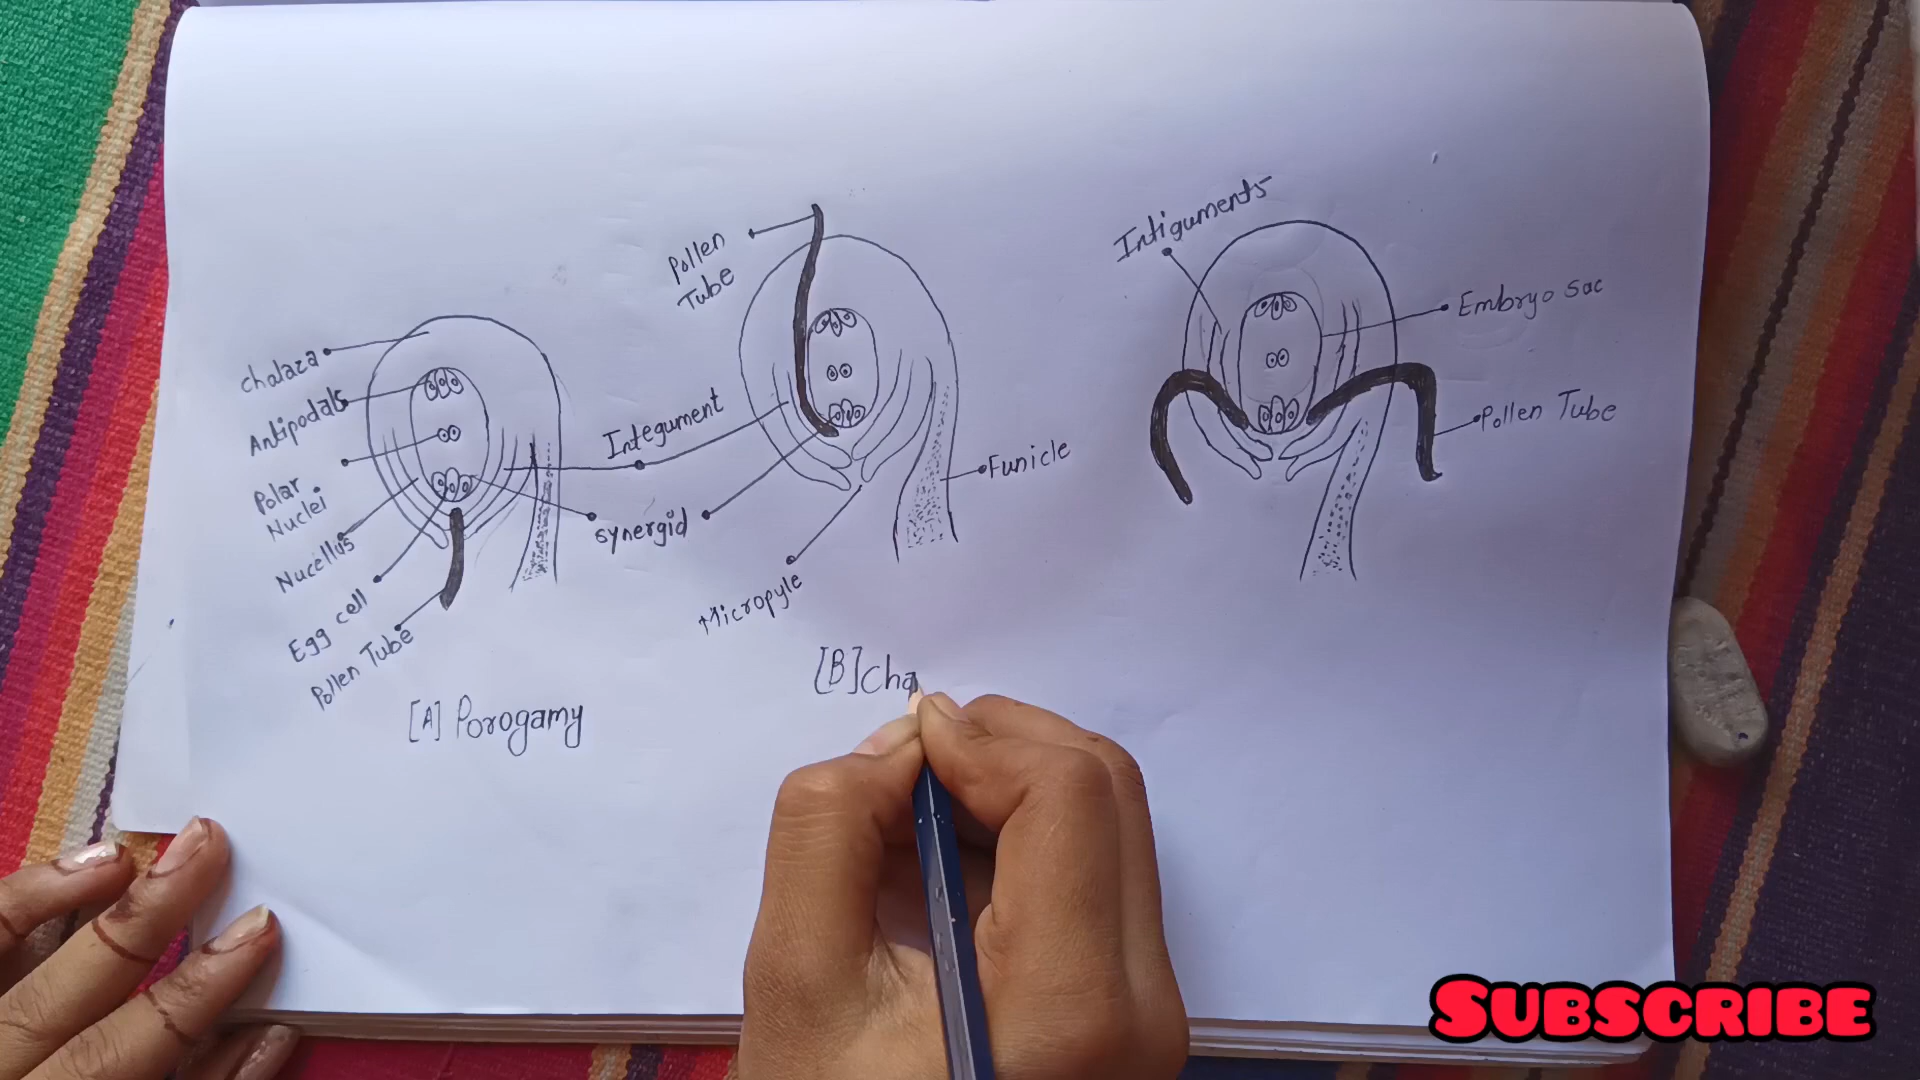 Chalaza
Antipodals
Polar
Nuclei
Nucellus
Egg cell
Pollen Tube
[A] Porogamy
Pollen
Tube
Integument
synergid
Micropyle
Funicle
[B] Cha
Intiguments
Embryo Sac
Pollen Tube
SUBSCRIBE